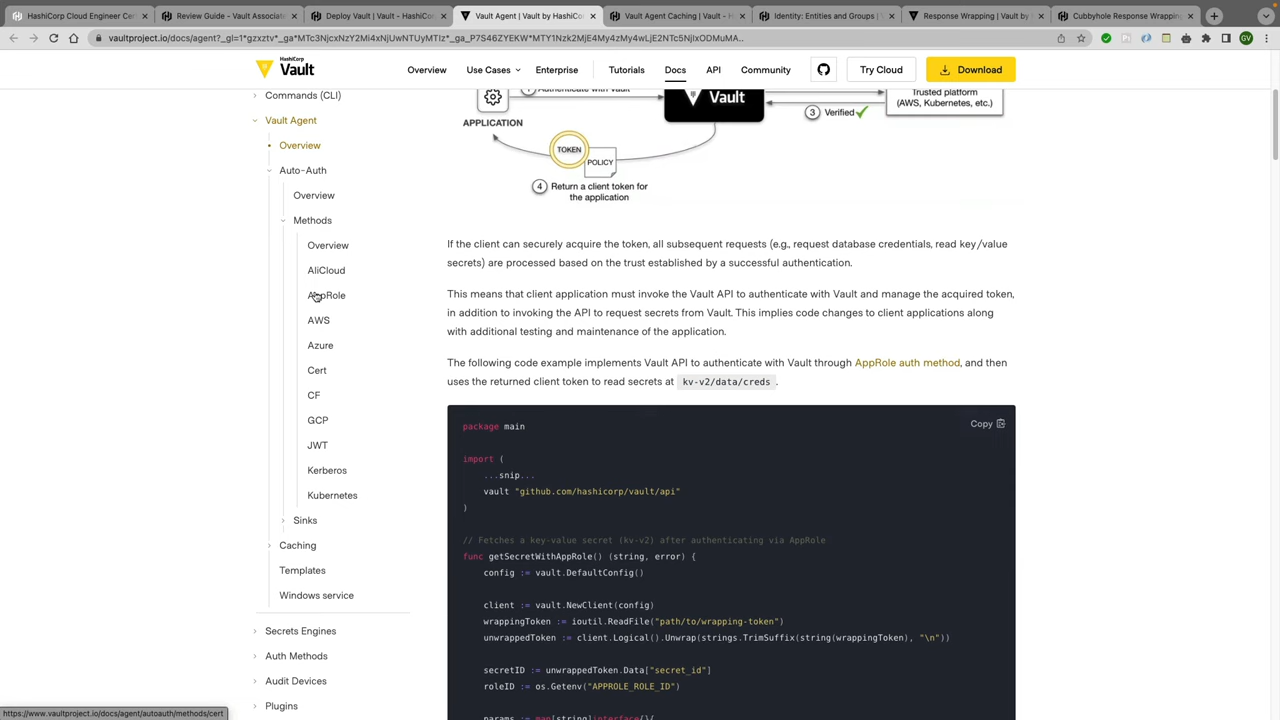 HashiCorp Cloud Engineer Cer
Review Guide - Vault Associat
Deploy Vault | Vault - HashiC
Vault Agent | Vault by HashiCo
Vault Agent Caching | Vault - H
Identity: Entities and Groups |
Response Wrapping | Vault by
Cubbyhole Response Wrapping
vaultproject.io/docs/agent?_gl=1*gzxztv*_ga*MTc3NjcxNzY2Mi4xNjUwNTUyMTIz*_ga_P7S46ZYEKW*MTY1Nzk2MjE4My4zMy4wLjE2NTc5NjIxODMuMA..
GV
HashiCorp
Vault
Overview
Use Cases
Enterprise
Tutorials
Docs
API
Community
Try Cloud
Download
Commands (CLI)
Vault Agent
Overview
Auto-Auth
Overview
Methods
Overview
AliCloud
AppRole
AWS
Azure
Cert
CF
GCP
JWT
Kerberos
Kubernetes
Sinks
Caching
Templates
Windows service
Secrets Engines
Auth Methods
Audit Devices
Plugins
Authenticate with Vault
Vault
Trusted platform
(AWS, Kubernetes, etc.)
3 Verified
APPLICATION
TOKEN
POLICY
4 Return a client token for
the application
If the client can securely acquire the token, all subsequent requests (e.g., request database credentials, read key/value
secrets) are processed based on the trust established by a successful authentication.
This means that client application must invoke the Vault API to authenticate with Vault and manage the acquired token,
in addition to invoking the API to request secrets from Vault. This implies code changes to client applications along
with additional testing and maintenance of the application.
The following code example implements Vault API to authenticate with Vault through AppRole auth method, and then
uses the returned client token to read secrets at kv-v2/data/creds.
Copy
package main
import (
...snip...
vault "github.com/hashicorp/vault/api"
)
// Fetches a key-value secret (kv-v2) after authenticating via AppRole
func getSecretWithAppRole() (string, error) {
config := vault.DefaultConfig()
client := vault.NewClient(config)
wrappingToken := ioutil.ReadFile("path/to/wrapping-token")
unwrappedToken := client.Logical().Unwrap(strings.TrimSuffix(string(wrappingToken), "\n"))
secretID := unwrappedToken.Data["secret_id"]
roleID := os.Getenv("APPROLE_ROLE_ID")
params := map[string]interface{}{
https://www.vaultproject.io/docs/agent/autoauth/methods/cert